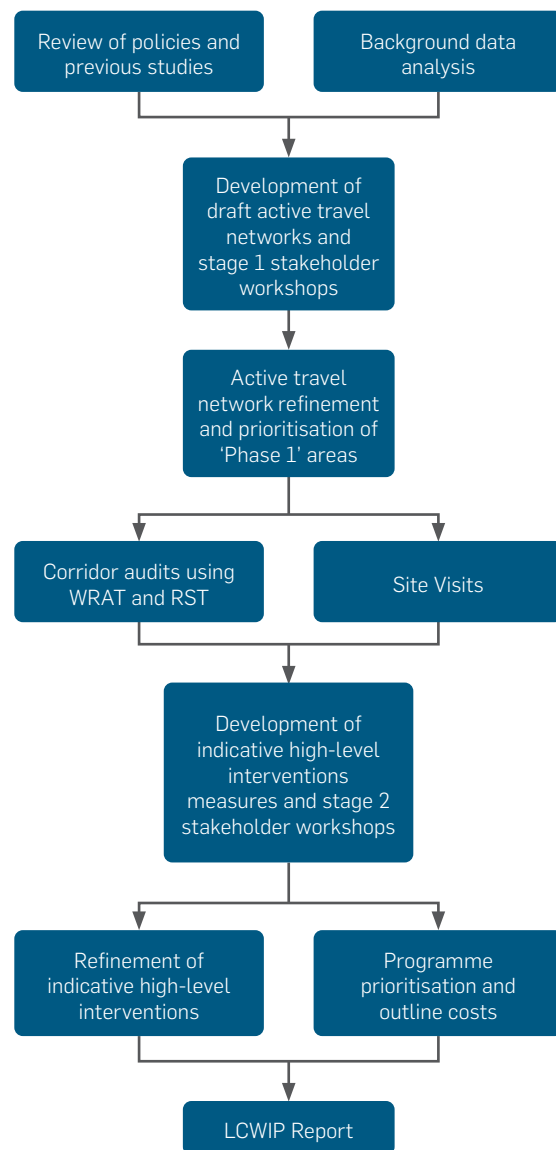 Review of policies and
previous studies
Background data
analysis
Development of
draft active travel
networks and
stage 1 stakeholder
workshops
Active travel
network refinement
and prioritisation of
‘Phase 1’ areas
Corridor audits using
WRAT and RST
Site Visits
Development of
indicative high-level
interventions
measures and stage 2
stakeholder workshops
Refinement of
indicative high-level
interventions
Programme
prioritisation and
outline costs
LCWIP Report